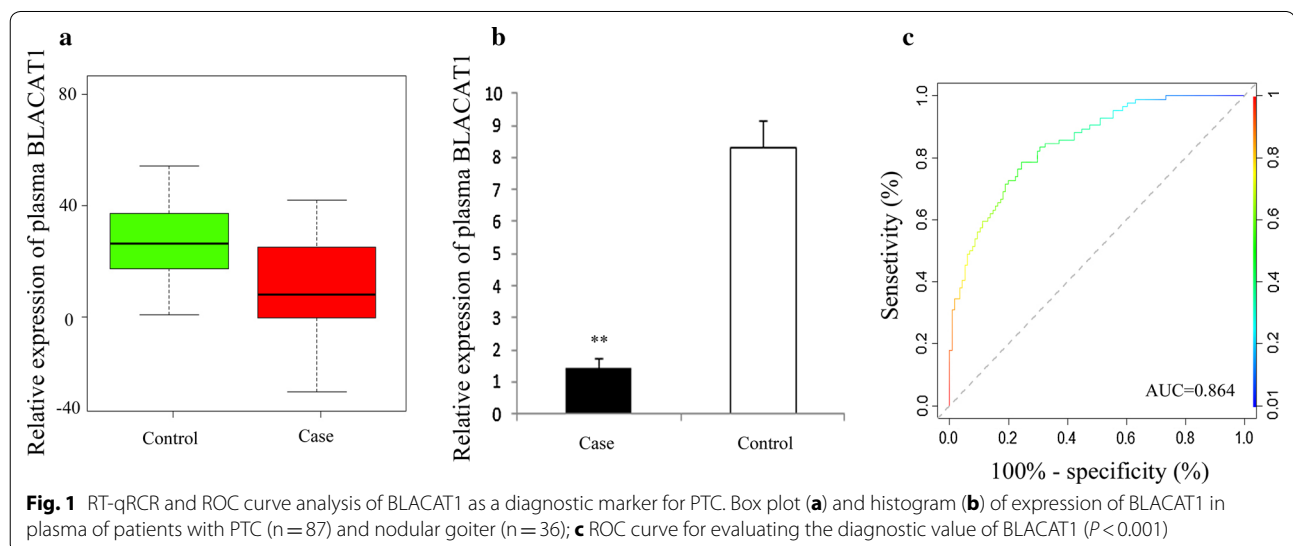 a
Relative expression of plasma BLACAT1
80
40
0
-40
Control
Case
b
Relative expression of plasma BLACAT1
10
9
8
7
6
5
4
3
2
1
0
**
Case
Control
c
Sensetivity (%)
1.0
0.8
0.6
0.4
0.2
0.0
AUC=0.864
0.0
0.2
0.4
0.6
0.8
1.0
100% - specificity (%)
1
0.8
0.6
0.4
0.2
0.01
Fig. 1 RT-qRCR and ROC curve analysis of BLACAT1 as a diagnostic marker for PTC. Box plot (a) and histogram (b) of expression of BLACAT1 in
plasma of patients with PTC (n = 87) and nodular goiter (n = 36); c ROC curve for evaluating the diagnostic value of BLACAT1 (P < 0.001)